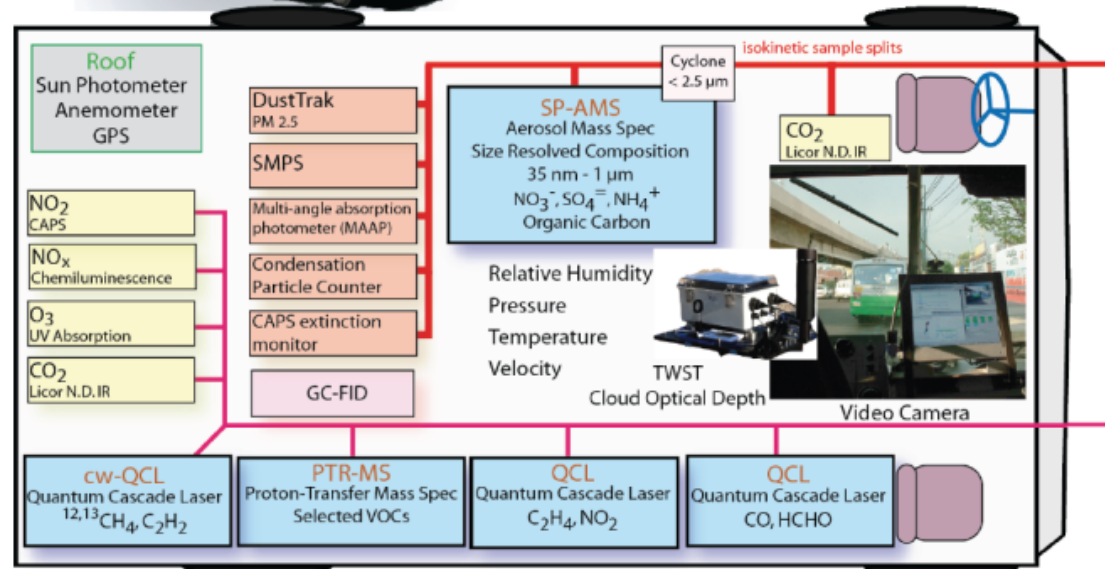 Roof
Sun Photometer
Anemometer
GPS
isokinetic sample splits
Cyclone
< 2.5 µm
DustTrak
PM 2.5
SMPS
Multi-angle absorption
photometer (MAAP)
Condensation
Particle Counter
CAPS extinction
monitor
GC-FID
SP-AMS
Aerosol Mass Spec
Size Resolved Composition
35 nm - 1 µm
NO₃⁻, SO₄⁼, NH₄⁺
Organic Carbon
CO₂
Licor N.D. IR
NO₂
CAPS
NOₓ
Chemiluminescence
O₃
UV Absorption
CO₂
Licor N.D. IR
Relative Humidity
Pressure
Temperature
Velocity
TWST
Cloud Optical Depth
Video Camera
cw-QCL
Quantum Cascade Laser
¹²,¹³CH₄, C₂H₂
PTR-MS
Proton-Transfer Mass Spec
Selected VOCs
QCL
Quantum Cascade Laser
C₂H₄, NO₂
QCL
Quantum Cascade Laser
CO, HCHO